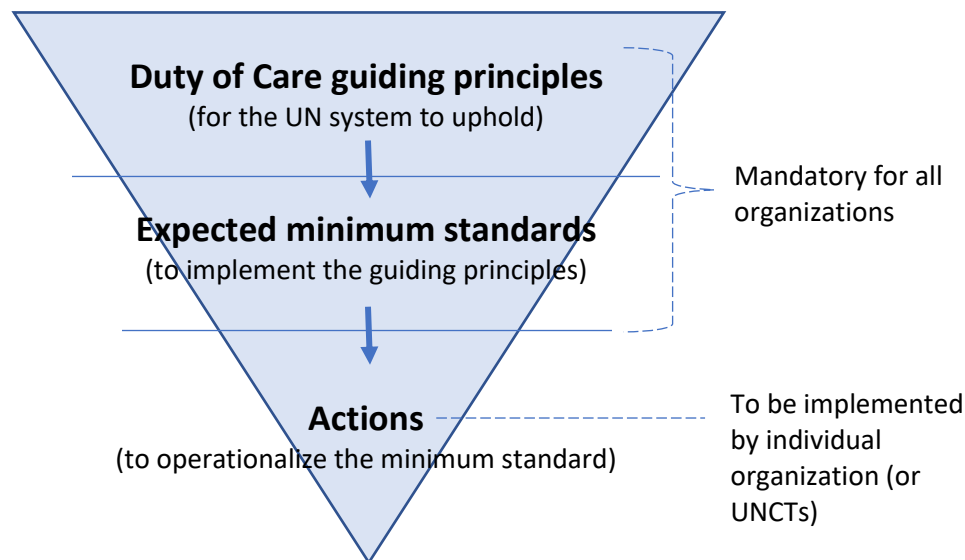 Duty of Care guiding principles
(for the UN system to uphold)
Mandatory for all
organizations
Expected minimum standards
(to implement the guiding principles)
Actions
(to operationalize the minimum standard)
To be implemented
by individual
organization (or
UNCTs)